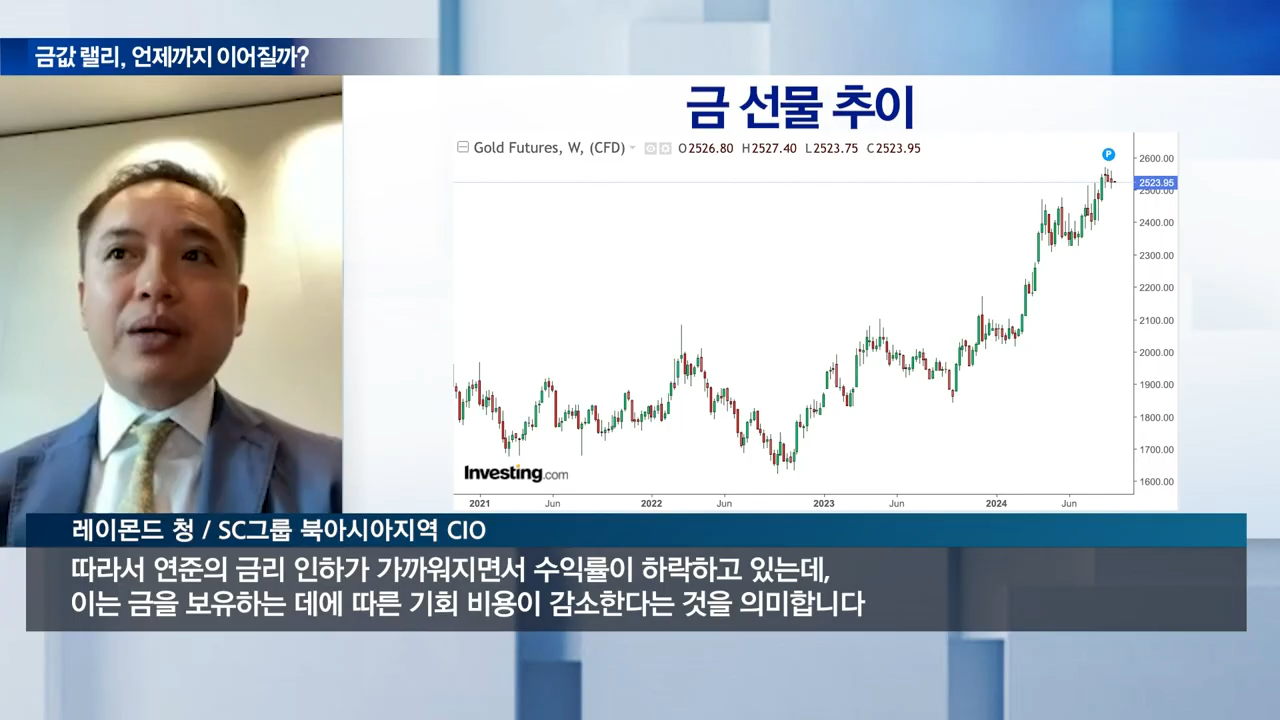 금값 랠리, 언제까지 이어질까?
금 선물 추이
Gold Futures, W, (CFD) O2526.80 H2527.40 L2523.75 C2523.95
P
2600.00
2523.95
2500.00
2400.00
2300.00
2200.00
2100.00
2000.00
1900.00
1800.00
1700.00
1600.00
Investing.com
2021 Jun 2022 Jun 2023 Jun 2024 Jun
레이몬드 청 / SC그룹 북아시아지역 CIO
따라서 연준의 금리 인하가 가까워지면서 수익률이 하락하고 있는데,
이는 금을 보유하는 데에 따른 기회 비용이 감소한다는 것을 의미합니다